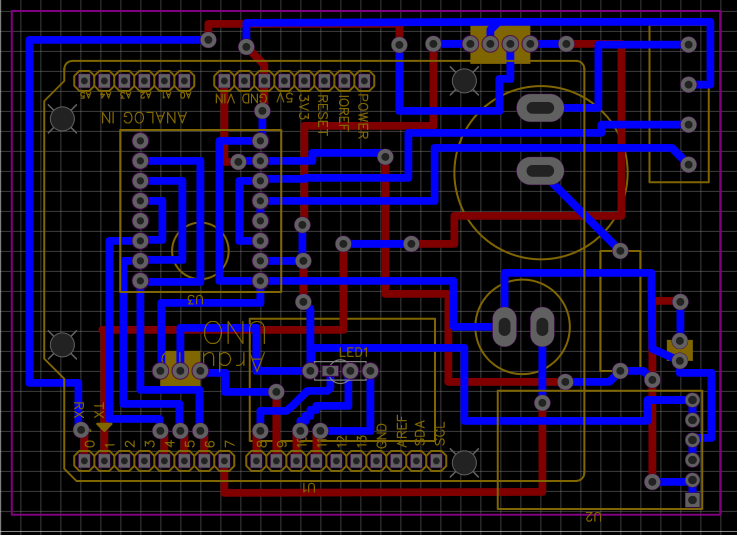 A5 A4 A3 A2 A1 A0
VIN GND 5V 3V3 RESET IOREF POWER
ANALOG IN
U3
UNO
Arduino
LED1
RX TX
0 1 2 3 4 5 6 7 8 9 10 11 12 13 GND AREF SDA SCL
U1
U2